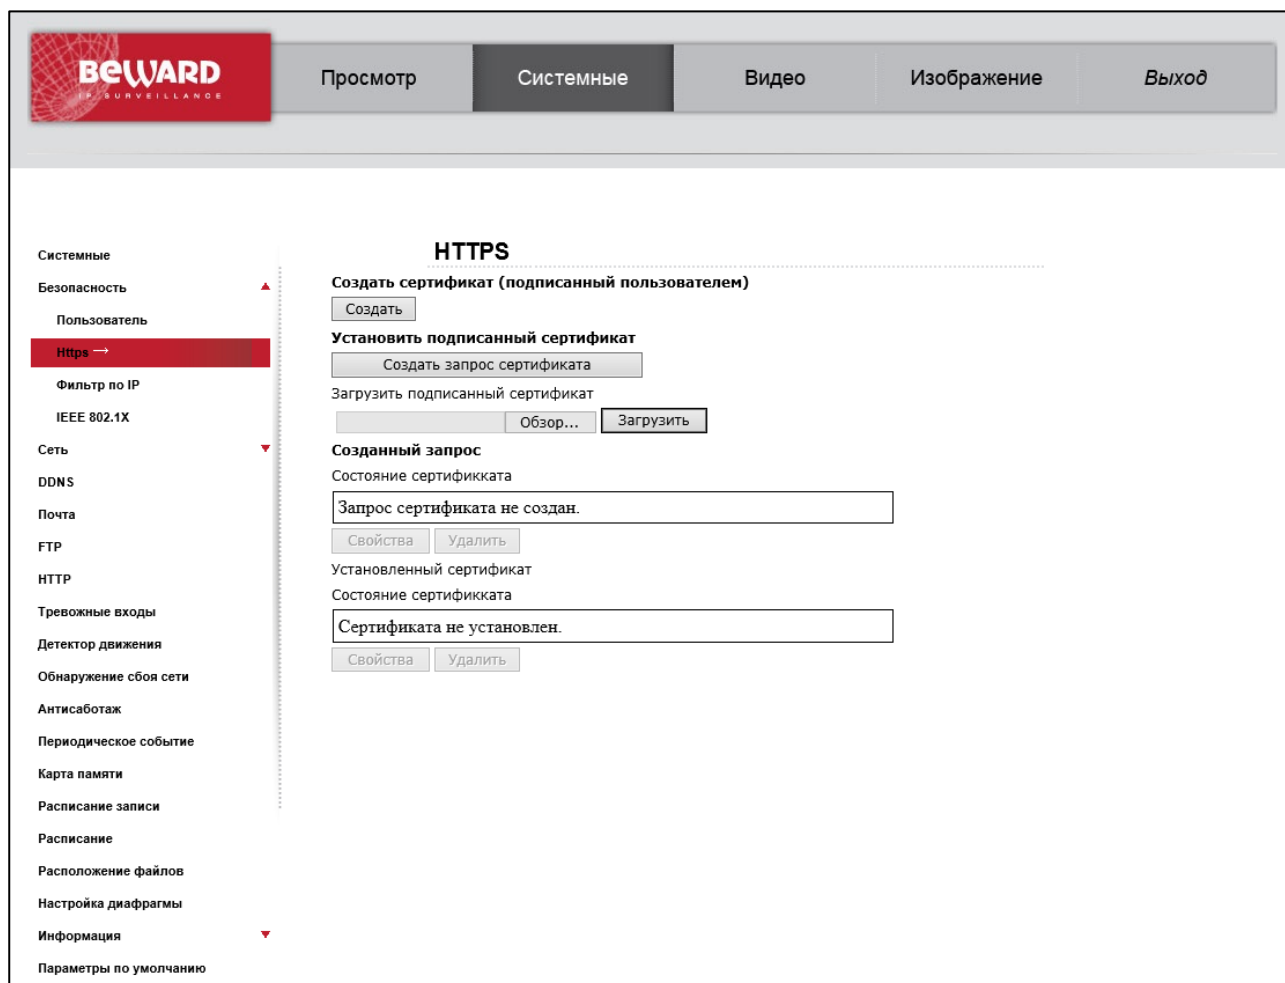 BEWARD
IP SURVEILLANCE
Просмотр Системные Видео Изображение Выход
HTTPS
Системные
Безопасность
Пользователь
Https →
Фильтр по IP
IEEE 802.1X
Сеть
DDNS
Почта
FTP
HTTP
Тревожные входы
Детектор движения
Обнаружение сбоя сети
Антисаботаж
Периодическое событие
Карта памяти
Расписание записи
Расписание
Расположение файлов
Настройка диафрагмы
Информация
Параметры по умолчанию
Создать сертификат (подписанный пользователем)
Создать
Установить подписанный сертификат
Создать запрос сертификата
Загрузить подписанный сертификат
Обзор... Загрузить
Созданный запрос
Состояние сертификката
Запрос сертификата не создан.
Свойства Удалить
Установленный сертификат
Состояние сертификката
Сертификата не установлен.
Свойства Удалить